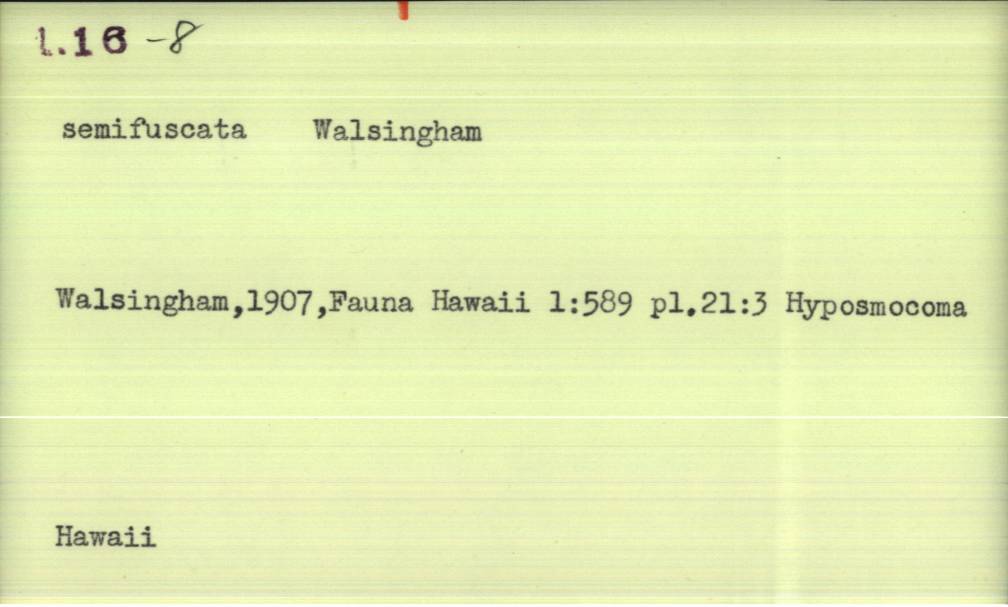 1.16 -8
semifuscata Walsingham
Walsingham,1907,Fauna Hawaii 1:589 pl.21:3 Hyposmocoma
Hawaii